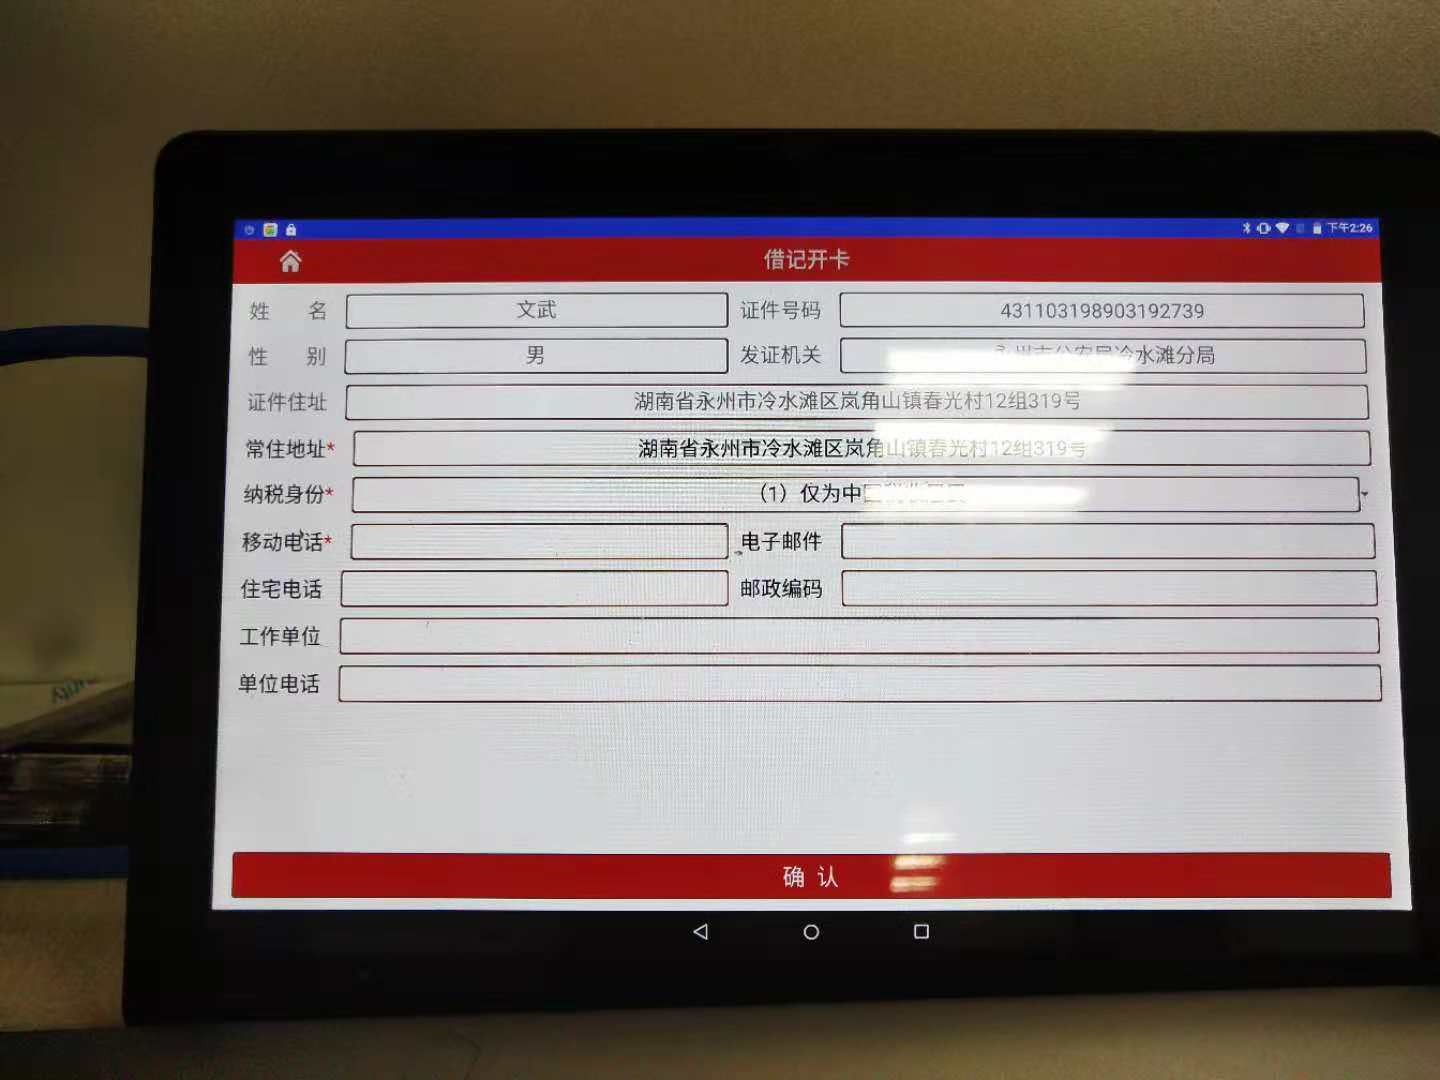 下午2:26
借记开卡
姓 名 文武 证件号码 431103198903192739
性 别 男 发证机关 永州市公安局冷水滩分局
证件住址 湖南省永州市冷水滩区岚角山镇春光村12组319号
常住地址* 湖南省永州市冷水滩区岚角山镇春光村12组319号
纳税身份* （1）仅为中
移动电话* 电子邮件
住宅电话 邮政编码
工作单位
单位电话
确 认